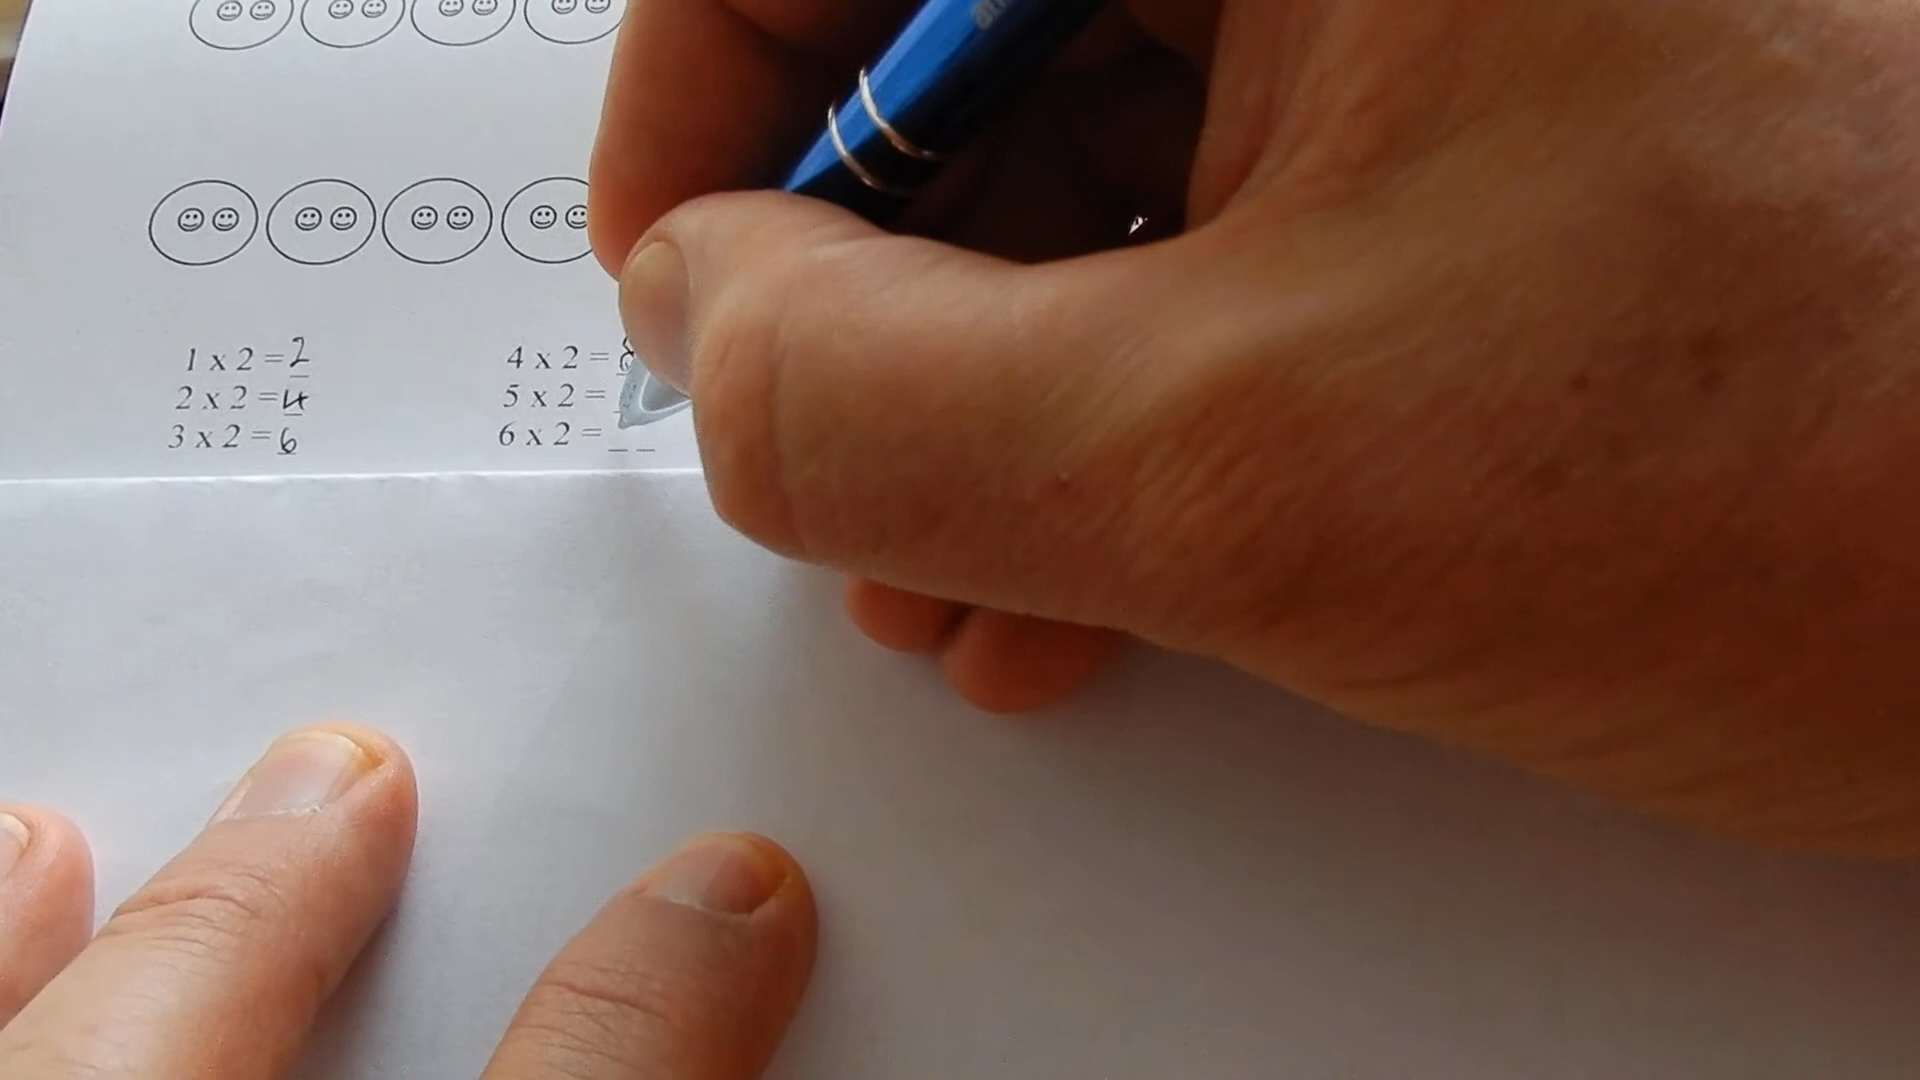 1 x 2 = 2
2 x 2 = 4
3 x 2 = 6
4 x 2 = 8
5 x 2 =
6 x 2 = _ _